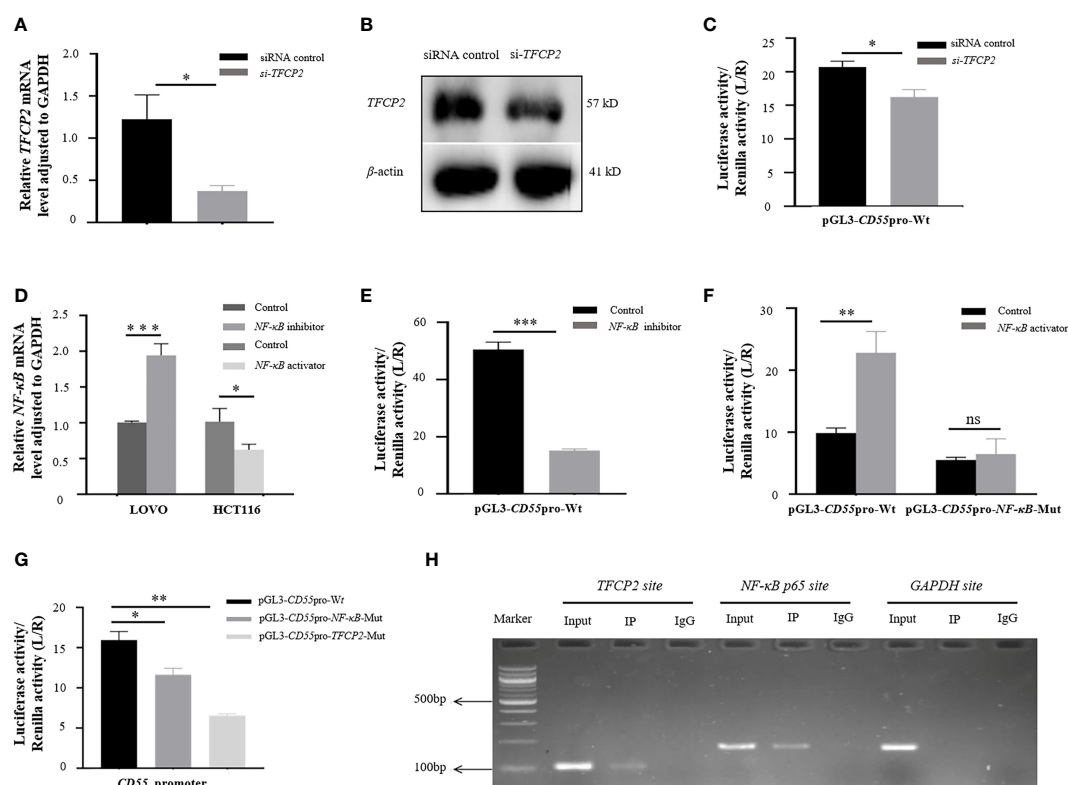 A
Relative TFCP2 mRNA
level adjusted to GAPDH
2.0
1.5
1.0
0.5
0
*
siRNA control
si-TFCP2
B
siRNA control si-TFCP2
TFCP2
57 kD
β-actin
41 kD
C
Luciferase activity/
Renilla activity (L/R)
25
20
15
10
5
0
*
siRNA control
si-TFCP2
pGL3-CD55pro-Wt
D
Relative NF-κB mRNA
level adjusted to GAPDH
2.5
2.0
1.5
1.0
0.5
0
***
*
Control
NF-κB inhibitor
Control
NF-κB activator
LOVO HCT116
E
Luciferase activity/
Renilla activity (L/R)
60
40
20
0
***
Control
NF-κB inhibitor
pGL3-CD55pro-Wt
F
Luciferase activity/
Renilla activity (L/R)
30
20
10
0
**
ns
Control
NF-κB activator
pGL3-CD55pro-Wt pGL3-CD55pro-NF-κB-Mut
G
Luciferase activity/
Renilla activity (L/R)
20
15
10
5
0
**
*
pGL3-CD55pro-Wt
pGL3-CD55pro-NF-κB-Mut
pGL3-CD55pro-TFCP2-Mut
CD55 promoter
H
TFCP2 site NF-κB p65 site GAPDH site
Marker Input IP IgG Input IP IgG Input IP IgG
500bp
100bp